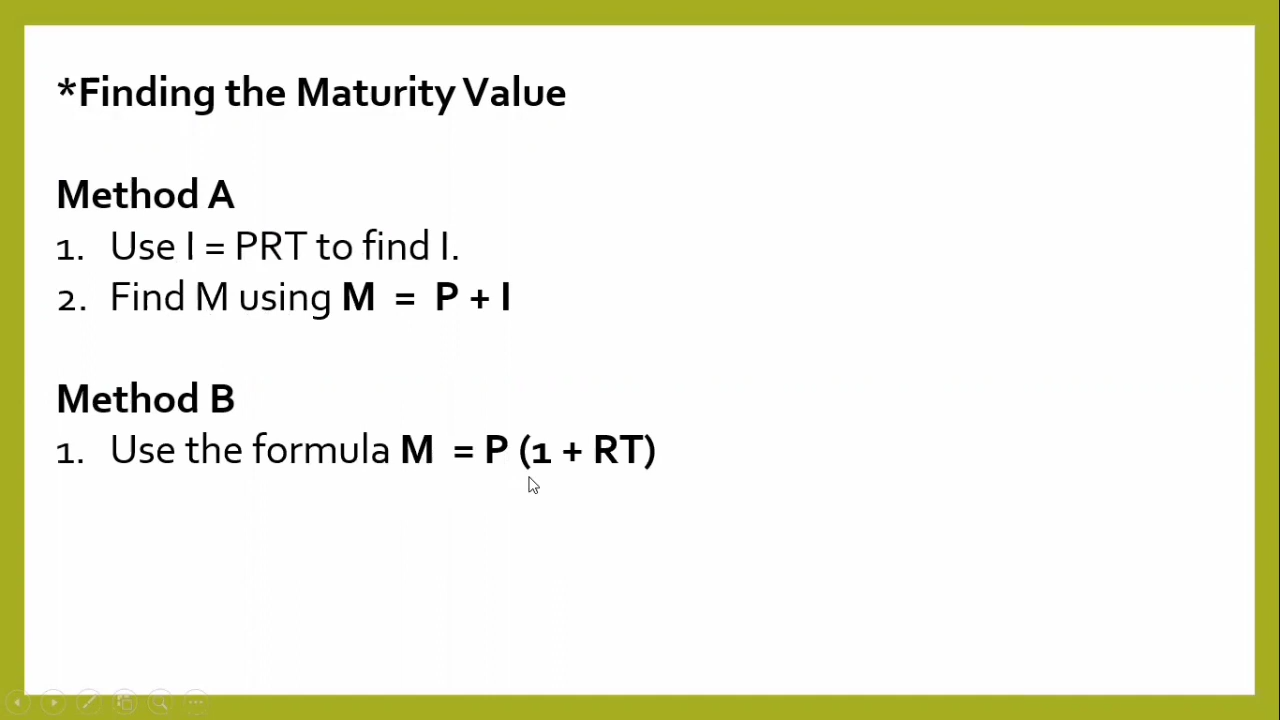 *Finding the Maturity Value
Method A
1. Use I = PRT to find I.
2. Find M using M = P + I
Method B
1. Use the formula M = P (1 + RT)